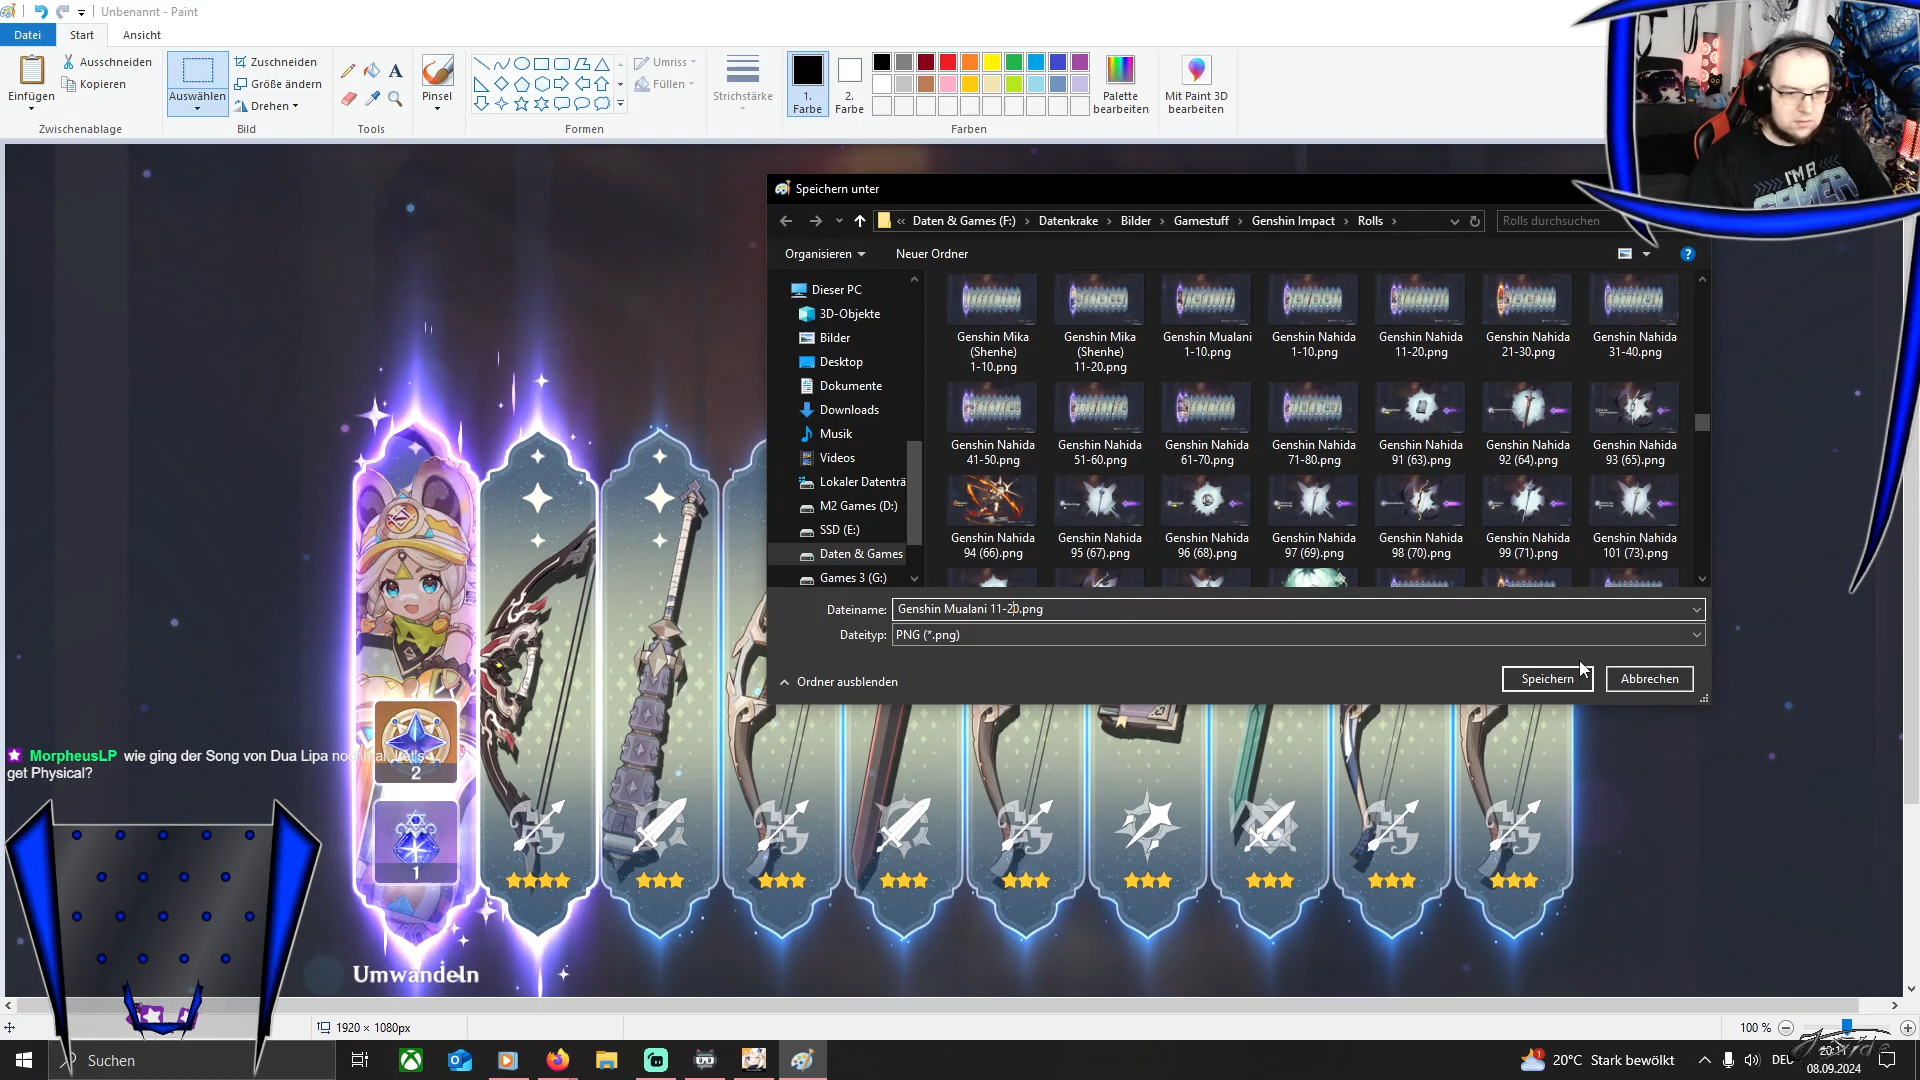 Unbenannt - Paint
Datei
Start
Ansicht
Einfügen
Ausschneiden
Kopieren
Zwischenablage
Auswählen
Zuschneiden
Größe ändern
Drehen
Bild
A
Tools
Pinsel
Umriss
Füllen
Formen
Strichstärke
1.
Farbe
2.
Farbe
Farben
Palette
bearbeiten
Mit Paint 3D
bearbeiten
I'M A
GAMER
Speichern unter
« Daten & Games (F:) › Datenkrake › Bilder › Gamestuff › Genshin Impact › Rolls ›
Rolls durchsuchen
Organisieren
Neuer Ordner
?
Dieser PC
3D-Objekte
Bilder
Desktop
Dokumente
Downloads
Musik
Videos
Lokaler Datenträ
M2 Games (D:)
SSD (E:)
Daten & Games
Games 3 (G:)
Genshin Mika
(Shenhe)
1-10.png
Genshin Mika
(Shenhe)
11-20.png
Genshin Mualani
1-10.png
Genshin Nahida
1-10.png
Genshin Nahida
11-20.png
Genshin Nahida
21-30.png
Genshin Nahida
31-40.png
Genshin Nahida
41-50.png
Genshin Nahida
51-60.png
Genshin Nahida
61-70.png
Genshin Nahida
71-80.png
Genshin Nahida
91 (63).png
Genshin Nahida
92 (64).png
Genshin Nahida
93 (65).png
Genshin Nahida
94 (66).png
Genshin Nahida
95 (67).png
Genshin Nahida
96 (68).png
Genshin Nahida
97 (69).png
Genshin Nahida
98 (70).png
Genshin Nahida
99 (71).png
Genshin Nahida
101 (73).png
Dateiname: Genshin Mualani 11-20.png
Dateityp: PNG (*.png)
Ordner ausblenden
Speichern
Abbrechen
MorpheusLP wie ging der Song von Dua Lipa nochmal: Let's
get Physical?
2
1
Umwandeln
1920 × 1080px
100 %
Suchen
1
20°C Stark bewölkt
DEU
20:11
08.09.2024